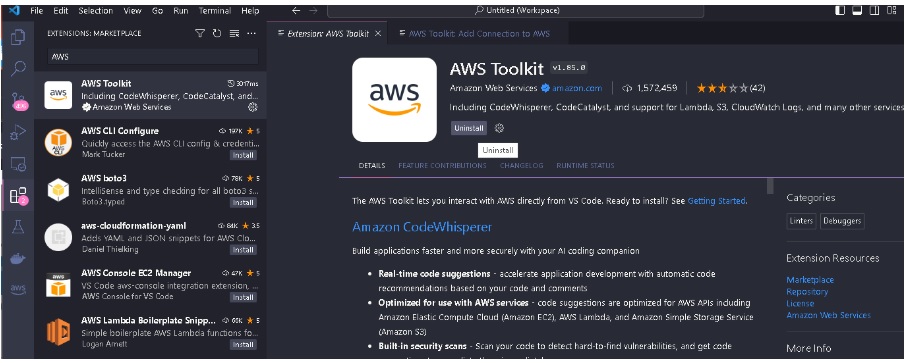 File Edit Selection View Go Run Terminal Help
Untitled (Workspace)
EXTENSIONS: MARKETPLACE
AWS
AWS Toolkit 3017ms
Including CodeWhisperer, CodeCatalyst, and...
Amazon Web Services
AWS CLI Configure 197K 5
Quickly access the AWS CLI config & credenti...
Mark Tucker Install
AWS boto3 78K 5
IntelliSense and type checking for all boto3 s...
Boto3.typed Install
aws-cloudformation-yaml 84K 3.5
Adds YAML and JSON snippets for AWS Clo...
Daniel Thielking Install
AWS Console EC2 Manager 47K 5
VS Code aws-console integration extension, ...
AWS Console for VS Code Install
AWS Lambda Boilerplate Snipp... 66K 5
Simple boilerplate AWS Lambda functions fo...
Logan Arnett Install
aws
Extension: AWS Toolkit
AWS Toolkit: Add Connection to AWS
aws
AWS Toolkit v1.85.0
Amazon Web Services amazon.com 1,572,459 (42)
Including CodeWhisperer, CodeCatalyst, and support for Lambda, S3, CloudWatch Logs, and many other services
Uninstall
Uninstall
DETAILS FEATURE CONTRIBUTIONS CHANGELOG RUNTIME STATUS
The AWS Toolkit lets you interact with AWS directly from VS Code. Ready to install? See Getting Started.
Amazon CodeWhisperer
Build applications faster and more securely with your AI coding companion
• Real-time code suggestions - accelerate application development with automatic code
recommendations based on your code and comments
• Optimized for use with AWS services - code suggestions are optimized for AWS APIs including
Amazon Elastic Compute Cloud (Amazon EC2), AWS Lambda, and Amazon Simple Storage Service
(Amazon S3)
• Built-in security scans - Scan your code to detect hard-to-find vulnerabilities, and get code
Categories
Linters Debuggers
Extension Resources
Marketplace
Repository
License
Amazon Web Services
More Info